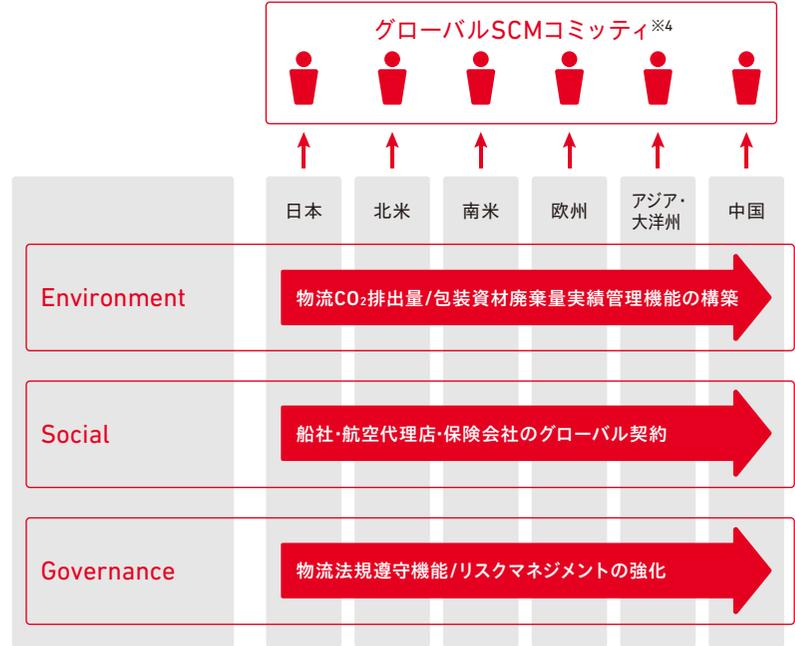 グローバルSCMコミッティ※4
日本 北米 南米 欧州 アジア・大洋州 中国
Environment
物流CO₂排出量/包装資材廃棄量実績管理機能の構築
Social
船社・航空代理店・保険会社のグローバル契約
Governance
物流法規遵守機能/リスクマネジメントの強化